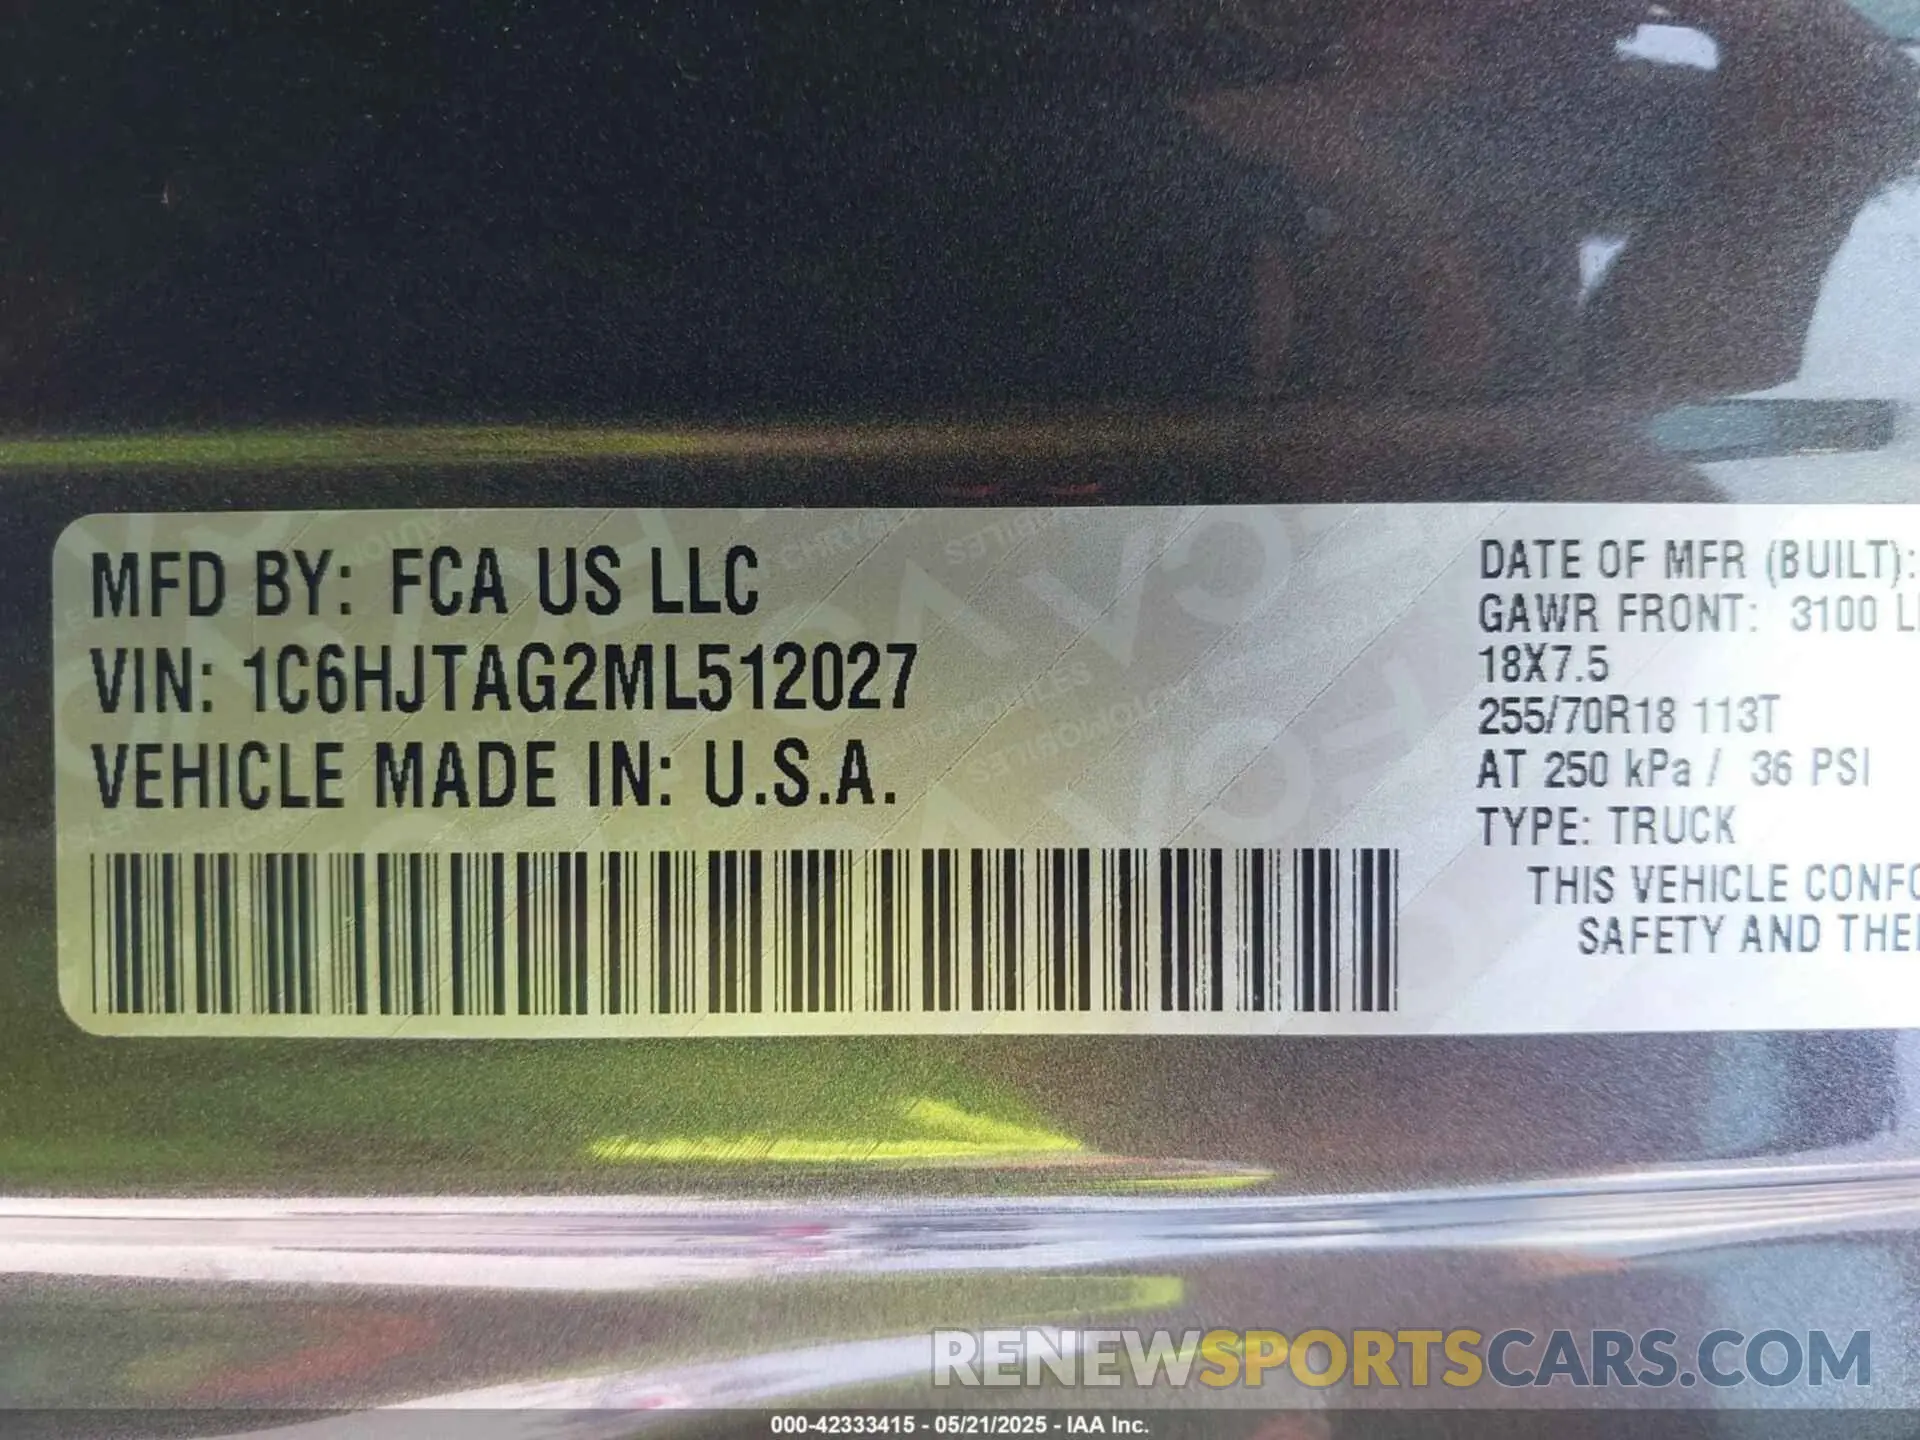 MFD BY: FCA US LLC
VIN: 1C6HJTAG2ML512027
VEHICLE MADE IN: U.S.A.
DATE OF MFR (BUILT):
GAWR FRONT: 3100
18X7.5
255/70R18 113T
AT 250 kPa / 36 PSI
TYPE: TRUCK
THIS VEHICLE
SAFETY AND
RENEWSPORTSCARS.COM
000-42333415 - 05/21/2025 - IAA Inc.